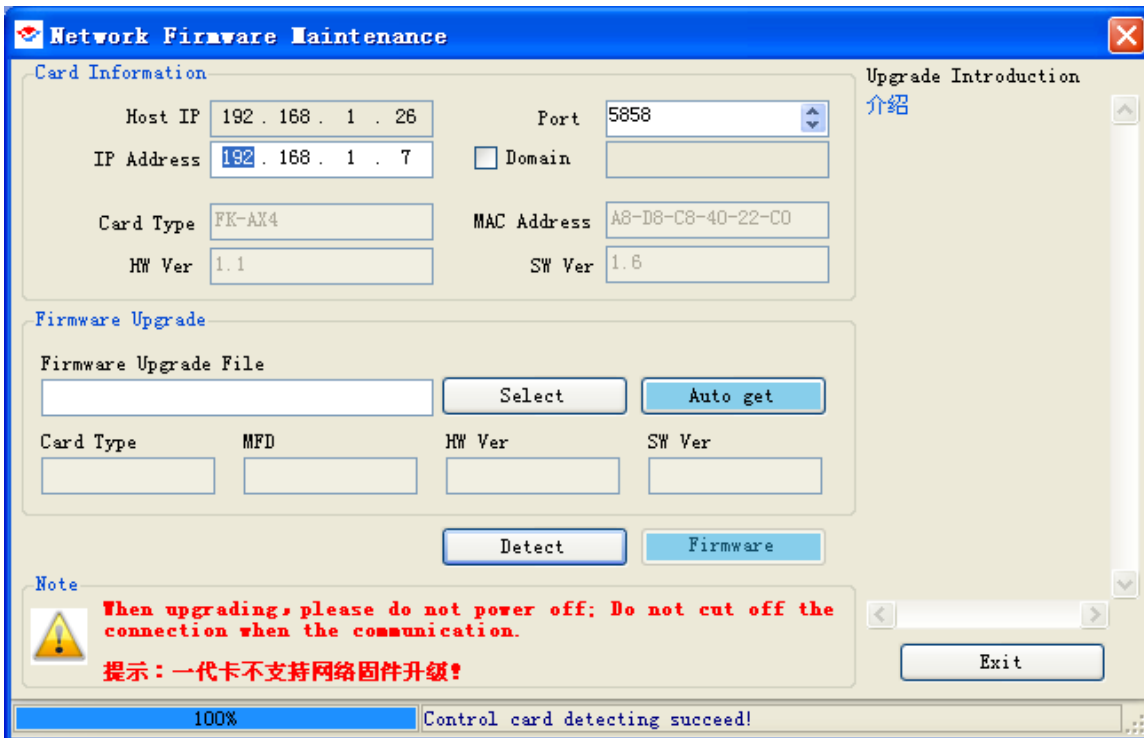 Network Firmware Maintenance
Card Information
Host IP 192 . 168 . 1 . 26 Port 5858
IP Address 192 . 168 . 1 . 7 Domain
Card Type FK-AX4 MAC Address A8-D8-C8-40-22-C0
HW Ver 1.1 SW Ver 1.6
Firmware Upgrade
Firmware Upgrade File
Select Auto get
Card Type MFD HW Ver SW Ver
Detect Firmware
Note
When upgrading,please do not power off; Do not cut off the
connection when the communication.
提示：一代卡不支持网络固件升级!
Upgrade Introduction
介绍
Exit
100% Control card detecting succeed!